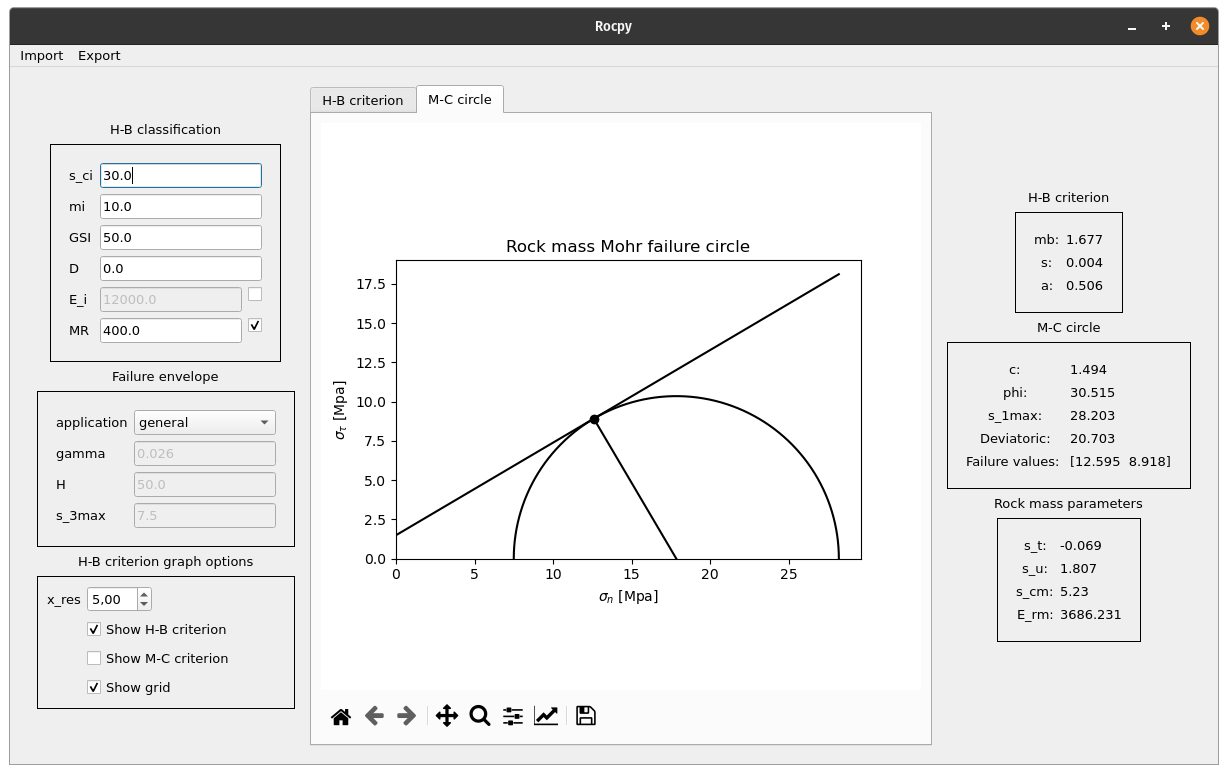 Rocpy
Import Export
H-B classification
s_ci 30.0
mi 10.0
GSI 50.0
D 0.0
E_i 12000.0
MR 400.0
Failure envelope
application general
gamma 0.026
H 50.0
s_3max 7.5
H-B criterion graph options
x_res 5,00
Show H-B criterion
Show M-C criterion
Show grid
H-B criterion M-C circle
Rock mass Mohr failure circle
17.5
15.0
12.5
10.0
7.5
5.0
2.5
0.0
σ_τ [Mpa]
0 5 10 15 20 25
σ_n [Mpa]
H-B criterion
mb: 1.677
s: 0.004
a: 0.506
M-C circle
c: 1.494
phi: 30.515
s_1max: 28.203
Deviatoric: 20.703
Failure values: [12.595 8.918]
Rock mass parameters
s_t: -0.069
s_u: 1.807
s_cm: 5.23
E_rm: 3686.231